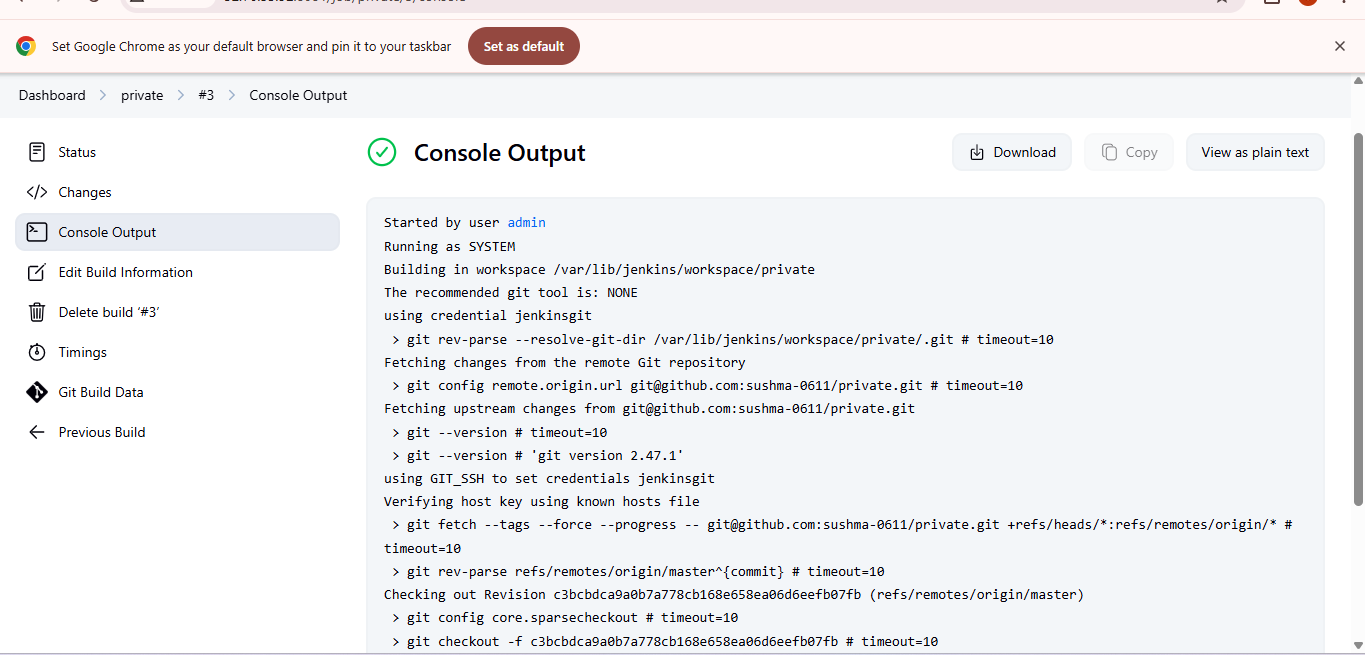 Set Google Chrome as your default browser and pin it to your taskbar
Set as default
Dashboard
private
#3
Console Output
Status
Changes
Console Output
Edit Build Information
Delete build ‘#3’
Timings
Git Build Data
Previous Build
Console Output
Download
Copy
View as plain text
Started by user admin
Running as SYSTEM
Building in workspace /var/lib/jenkins/workspace/private
The recommended git tool is: NONE
using credential jenkinsgit
> git rev-parse --resolve-git-dir /var/lib/jenkins/workspace/private/.git # timeout=10
Fetching changes from the remote Git repository
> git config remote.origin.url git@github.com:sushma-0611/private.git # timeout=10
Fetching upstream changes from git@github.com:sushma-0611/private.git
> git --version # timeout=10
> git --version # 'git version 2.47.1'
using GIT_SSH to set credentials jenkinsgit
Verifying host key using known hosts file
> git fetch --tags --force --progress -- git@github.com:sushma-0611/private.git +refs/heads/*:refs/remotes/origin/* #
timeout=10
> git rev-parse refs/remotes/origin/master^{commit} # timeout=10
Checking out Revision c3bcbdca9a0b7a778cb168e658ea06d6eefb07fb (refs/remotes/origin/master)
> git config core.sparsecheckout # timeout=10
> git checkout -f c3bcbdca9a0b7a778cb168e658ea06d6eefb07fb # timeout=10